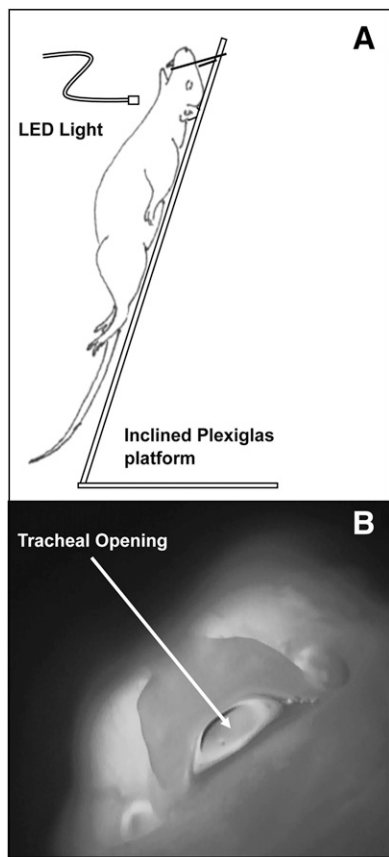 A
LED Light
Inclined Plexiglas
platform
B
Tracheal Opening